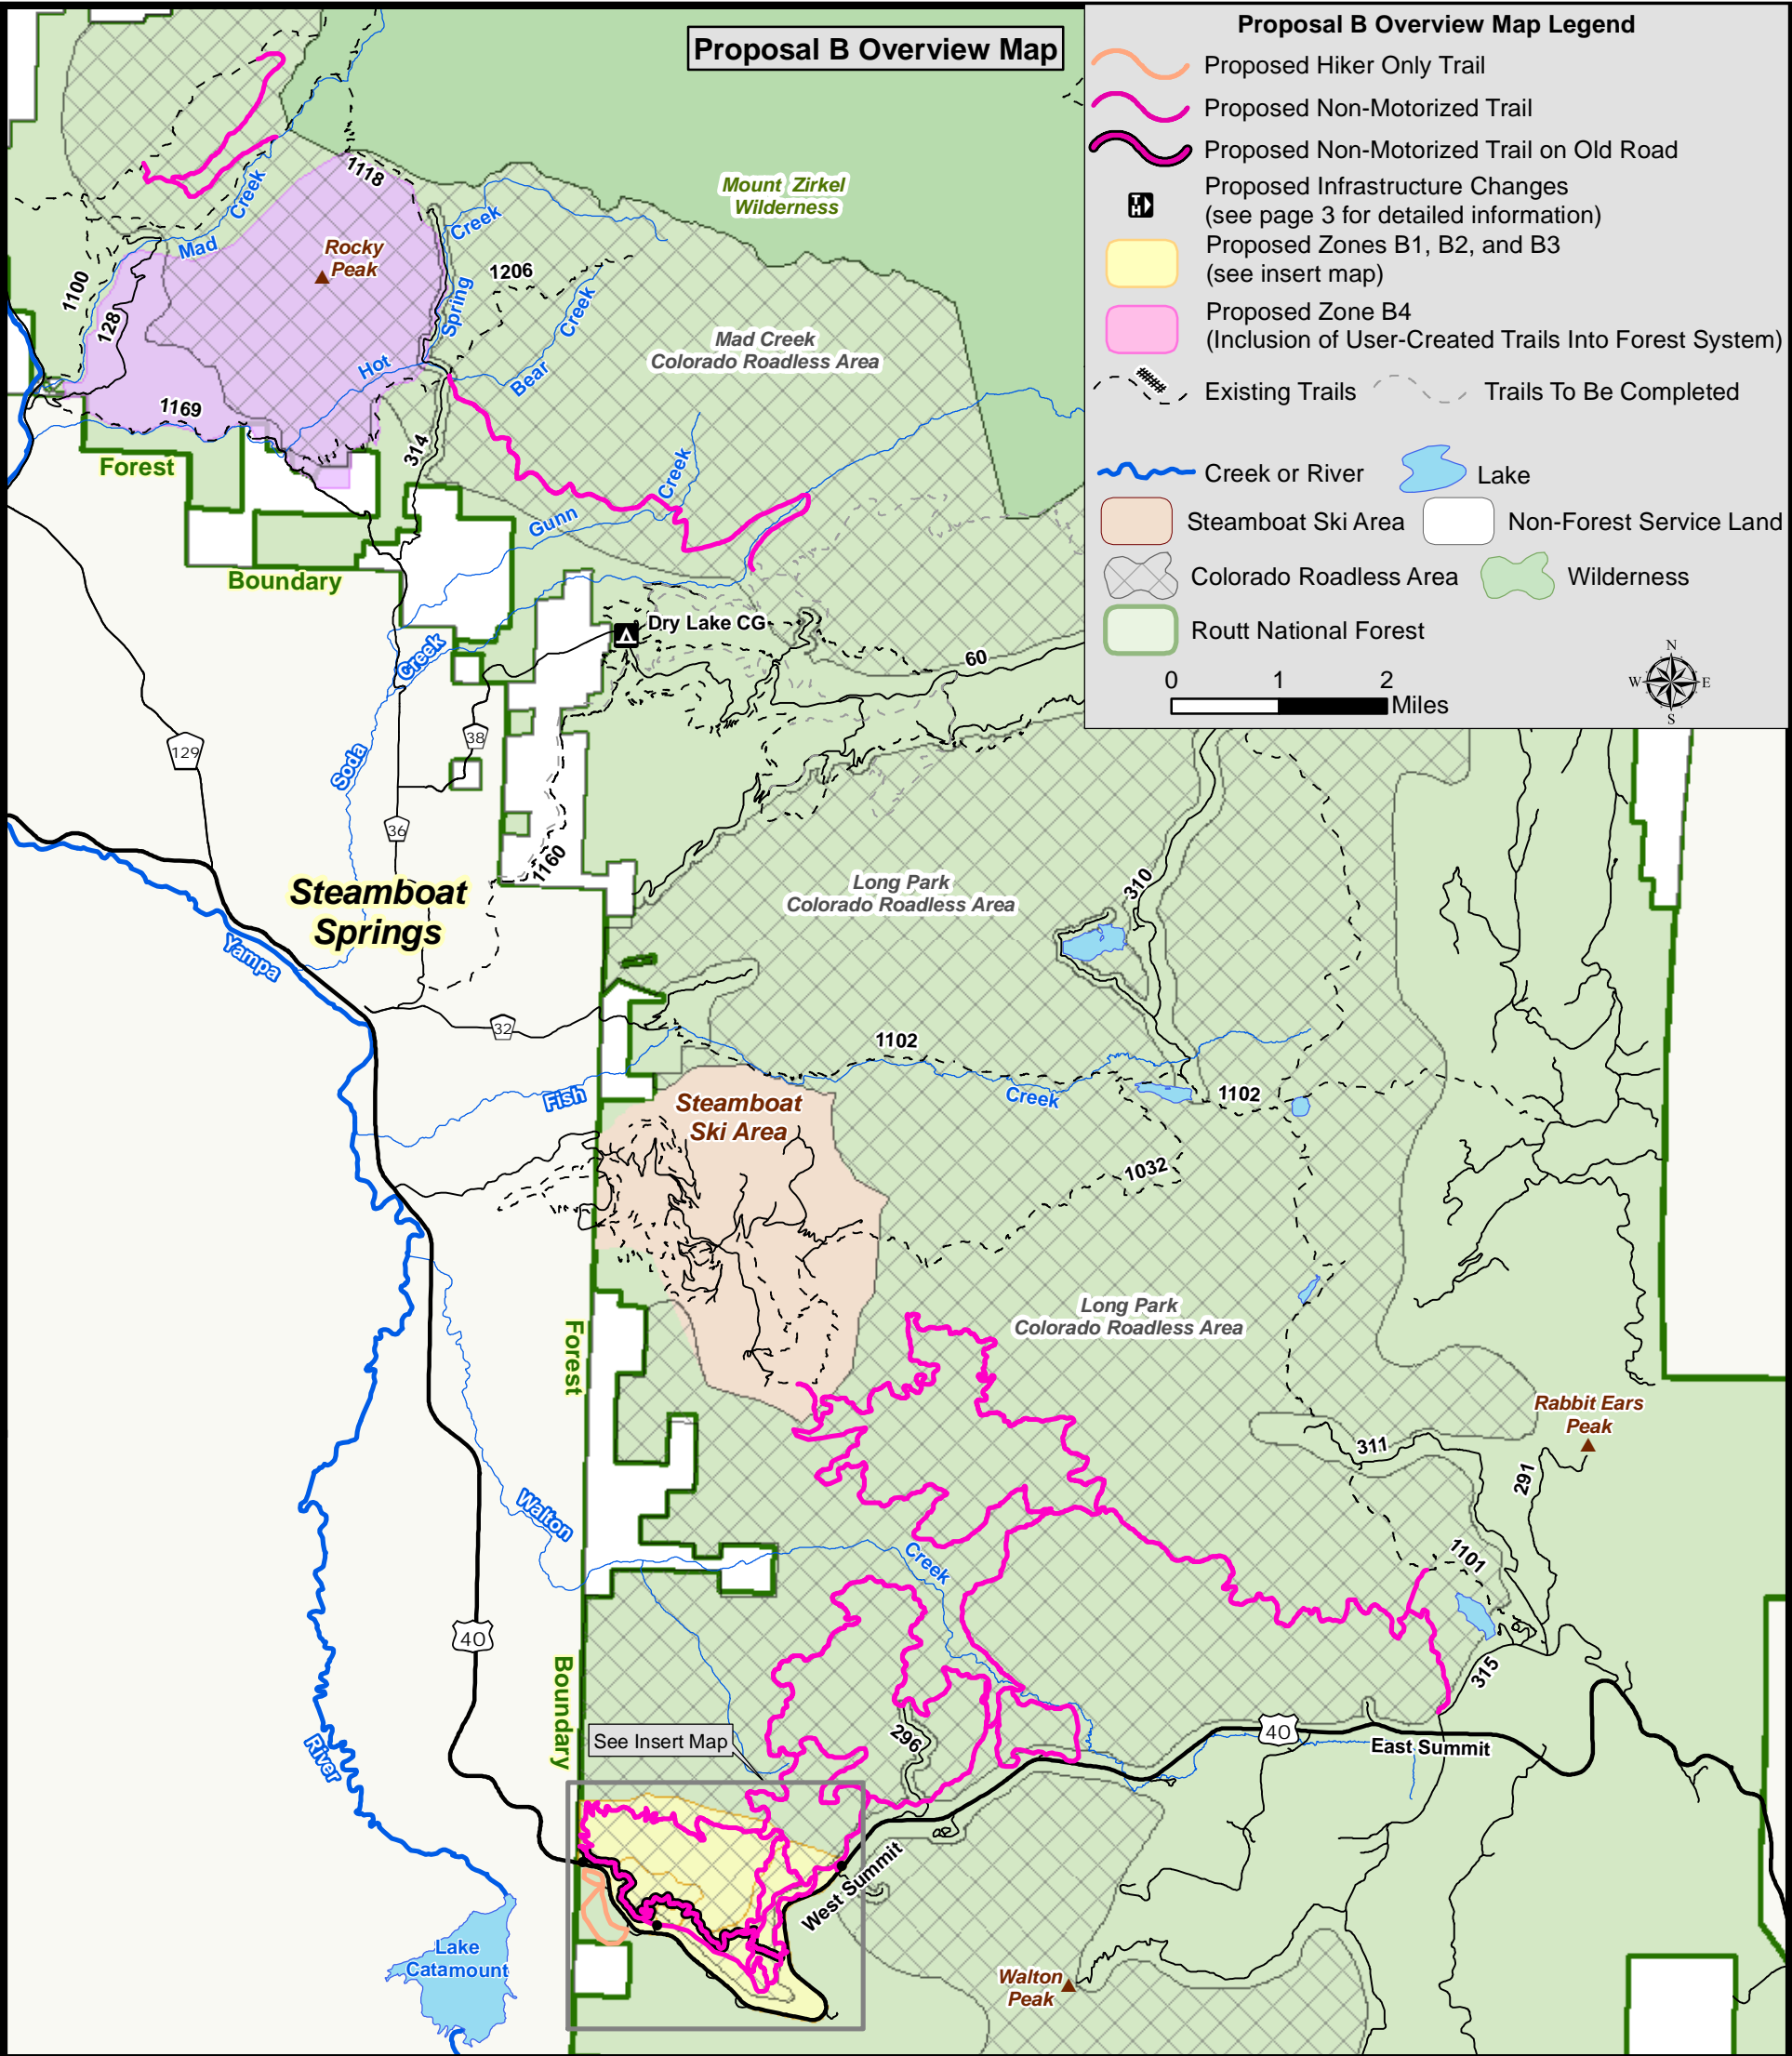 Proposal B Overview Map
Proposal B Overview Map Legend
Proposed Hiker Only Trail
Proposed Non-Motorized Trail
Proposed Non-Motorized Trail on Old Road
TH
Proposed Infrastructure Changes
(see page 3 for detailed information)
Proposed Zones B1, B2, and B3
(see insert map)
Proposed Zone B4
(Inclusion of User-Created Trails Into Forest System)
Existing Trails
Trails To Be Completed
Creek or River
Lake
Steamboat Ski Area
Non-Forest Service Land
Colorado Roadless Area
Wilderness
Routt National Forest
0 1 2
Miles
N
W E
S
Mount Zirkel
Wilderness
1118
Creek
Mad
Rocky
Peak
Creek
Spring
Hot
1206
Creek
Bear
1100
128
1169
314
Mad Creek
Colorado Roadless Area
Creek
Gunn
Forest
Boundary
Dry Lake CG
60
Creek
Soda
129
38
36
1160
Steamboat
Springs
Yampa
Long Park
Colorado Roadless Area
310
32
1102
Creek
1102
Fish
Steamboat
Ski Area
1032
Long Park
Colorado Roadless Area
Forest
Rabbit Ears
Peak
311
291
Walton
Creek
1101
40
Boundary
315
River
See Insert Map
296
40
East Summit
West Summit
Lake
Catamount
Walton
Peak